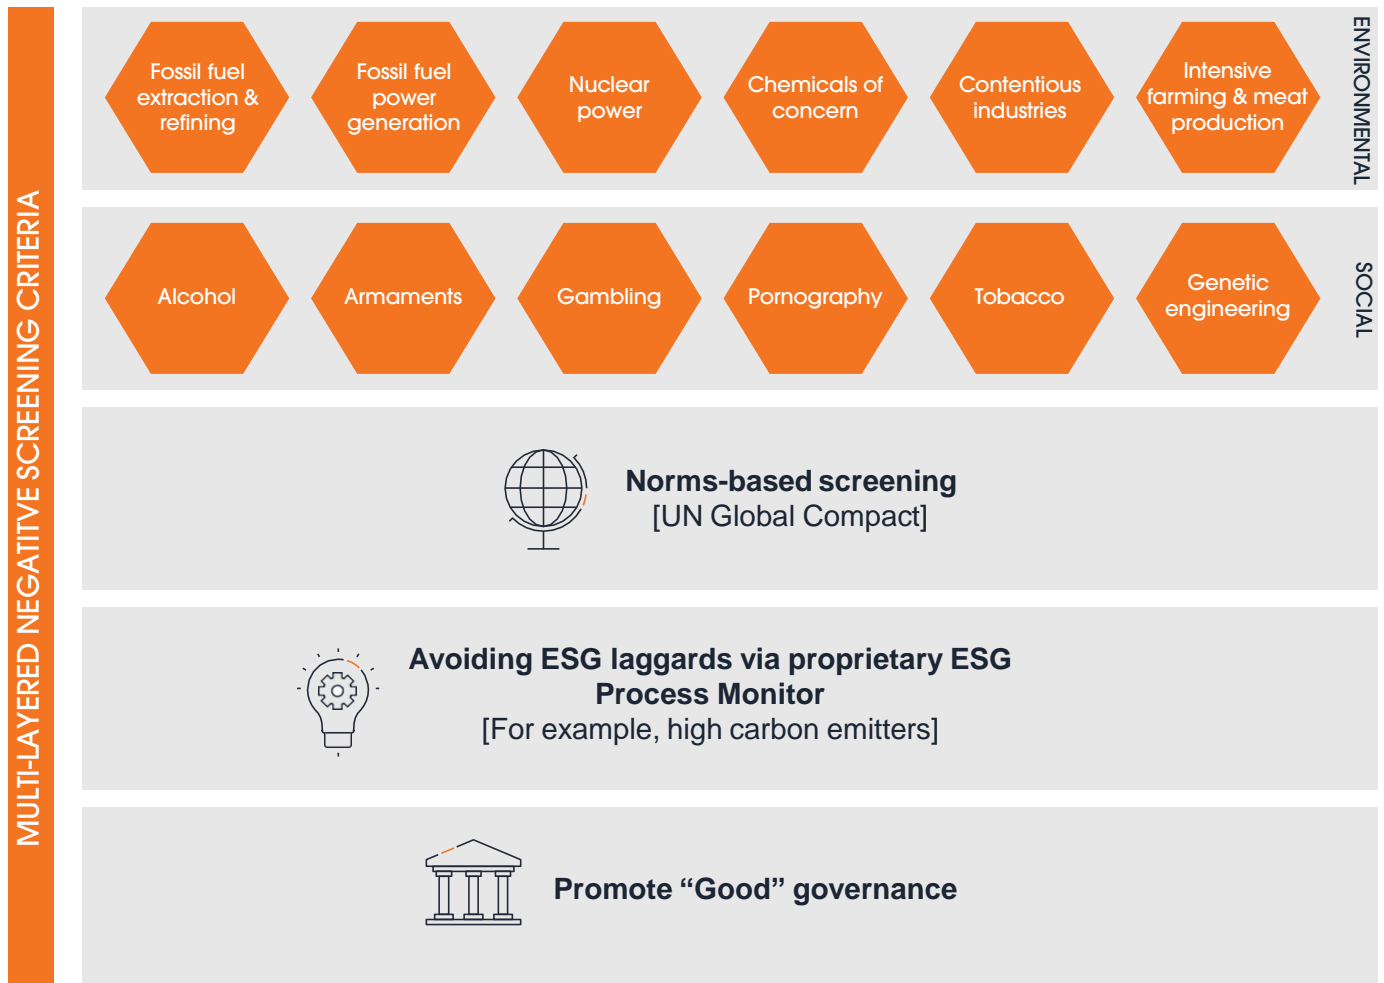 MULTI-LAYERED NEGATIVE SCREENING CRITERIA
Fossil fuel
extraction &
refining
Fossil fuel
power
generation
Nuclear
power
Chemicals of
concern
Contentious
industries
Intensive
farming & meat
production
ENVIRONMENTAL
Alcohol
Armaments
Gambling
Pornography
Tobacco
Genetic
engineering
SOCIAL
Norms-based screening
[UN Global Compact]
Avoiding ESG laggards via proprietary ESG
Process Monitor
[For example, high carbon emitters]
Promote “Good” governance